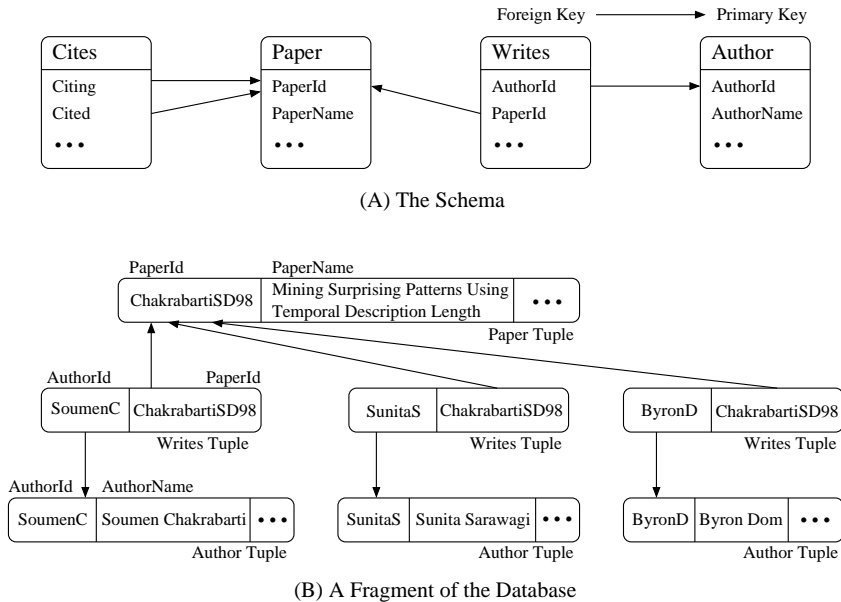 Foreign Key Primary Key
Cites Paper Writes Author
Citing PaperId AuthorId AuthorId
Cited PaperName PaperId AuthorName
••• ••• ••• •••
(A) The Schema
PaperId PaperName
ChakrabartiSD98 Mining Surprising Patterns Using •••
Temporal Description Length
Paper Tuple
AuthorId PaperId
SoumenC ChakrabartiSD98 SunitaS ChakrabartiSD98 ByronD ChakrabartiSD98
Writes Tuple Writes Tuple Writes Tuple
AuthorId AuthorName
SoumenC Soumen Chakrabarti ••• SunitaS Sunita Sarawagi ••• ByronD Byron Dom •••
Author Tuple Author Tuple Author Tuple
(B) A Fragment of the Database